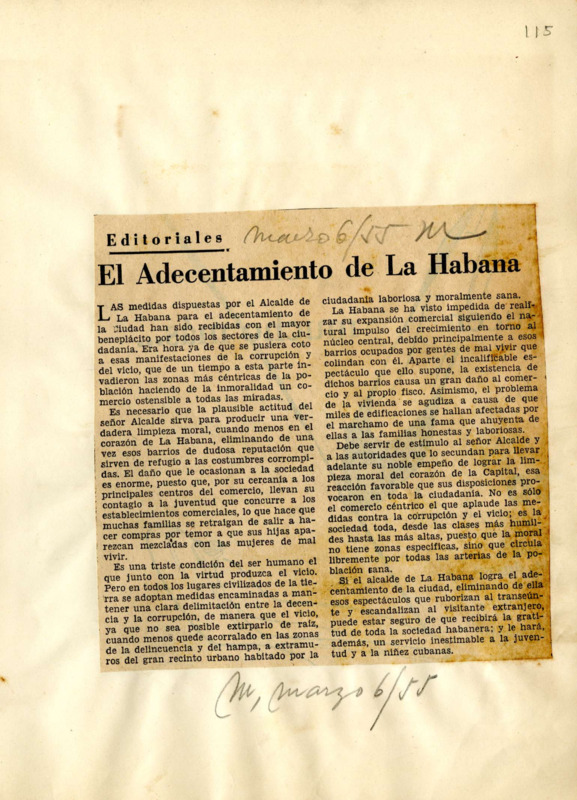 115
Editoriales
marzo 6/55 M
El Adecentamiento de La Habana
LAS medidas dispuestas por el Alcalde de
La Habana para el adecentamiento de
la ciudad han sido recibidas con el mayor
beneplácito por todos los sectores de la ciu-
dadanía. Era hora ya de que se pusiera coto
a esas manifestaciones de la corrupción y
del vicio, que de un tiempo a esta parte in-
vadieron las zonas más céntricas de la po-
blación haciendo de la inmoralidad un co-
mercio ostensible a todas las miradas.
Es necesario que la plausible actitud del
señor Alcalde sirva para producir una ver-
dadera limpieza moral, cuando menos en el
corazón de La Habana, eliminando de una
vez esos barrios de dudosa reputación que
sirven de refugio a las costumbres corrompi-
das. El daño que le ocasionan a la sociedad
es enorme, puesto que, por su cercanía a los
principales centros del comercio, llevan su
contagio a la juventud que concurre a los
establecimientos comerciales, lo que hace que
muchas familias se retraigan de salir a ha-
cer compras por temor a que sus hijas apa-
rezcan mezcladas con las mujeres de mal
vivir.
Es una triste condición del ser humano el
que junto con la virtud produzca el vicio.
Pero en todos los lugares civilizados de la tie-
rra se adoptan medidas encaminadas a man-
tener una clara delimitación entre la decen-
cia y la corrupción, de manera que el vicio,
ya que no sea posible extirparlo de raíz,
cuando menos quede acorralado en las zonas
de la delincuencia y del hampa, a extramu-
ros del gran recinto urbano habitado por la
ciudadanía laboriosa y moralmente sana.
La Habana se ha visto impedida de reali-
zar su expansión comercial siguiendo el na-
tural impulso del crecimiento en torno al
núcleo central, debido principalmente a esos
barrios ocupados por gentes de mal vivir que
colindan con él. Aparte el incalificable es-
pectáculo que ello supone, la existencia de
dichos barrios causa un gran daño al comer-
cio y al propio fisco. Asimismo, el problema
de la vivienda se agudiza a causa de que
miles de edificaciones se hallan afectadas por
el marchamo de una fama que ahuyenta de
ellas a las familias honestas y laboriosas.
Debe servir de estímulo al señor Alcalde y
a las autoridades que lo secundan para llevar
adelante su noble empeño de lograr la lim-
pieza moral del corazón de la Capital, esa
reacción favorable que sus disposiciones pro-
vocaron en toda la ciudadanía. No es sólo
el comercio céntrico el que aplaude las me-
didas contra la corrupción y el vicio; es la
sociedad toda, desde las clases más humil-
des hasta las más altas, puesto que la moral
no tiene zonas específicas, sino que circula
libremente por todas las arterias de la po-
blación sana.
Si el alcalde de La Habana logra el ade-
centamiento de la ciudad, eliminando de ella
esos espectáculos que ruborizan al transeún-
te y escandalizan al visitante extranjero,
puede estar seguro de que recibirá la grati-
tud de toda la sociedad habanera; y le hará,
además, un servicio inestimable a la juven-
tud y a la niñez cubanas.
M, marzo 6/55